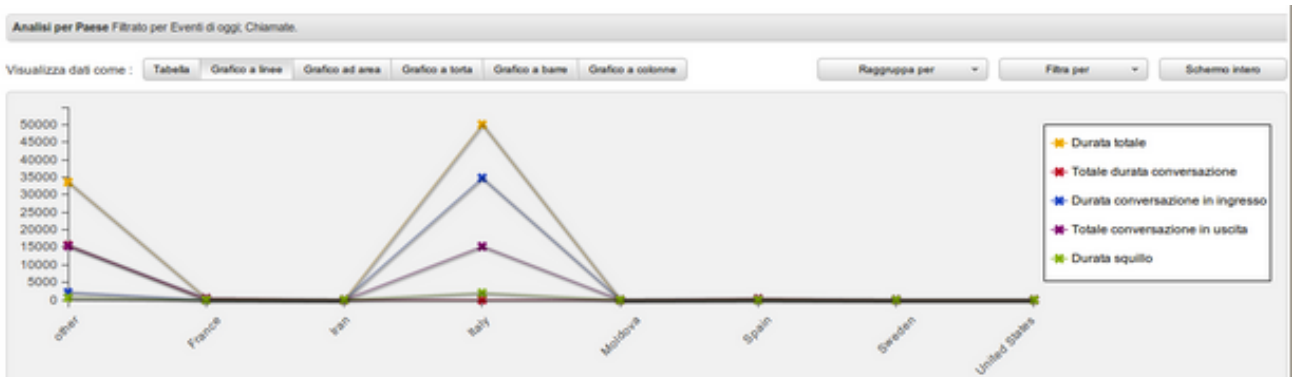 Analisi per Paese Filtrato per Eventi di oggi; Chiamate.
Visualizza dati come : Tabella Grafico a linee Grafico ad area Grafico a torta Grafico a barre Grafico a colonne Raggruppa per Filtra per Schermo intero
50000
45000
40000
35000
30000
25000
20000
15000
10000
5000
0
other France Iran Italy Moldova Spain Sweden United States
Durata totale
Totale durata conversazione
Durata conversazione in ingresso
Totale conversazione in uscita
Durata squillo